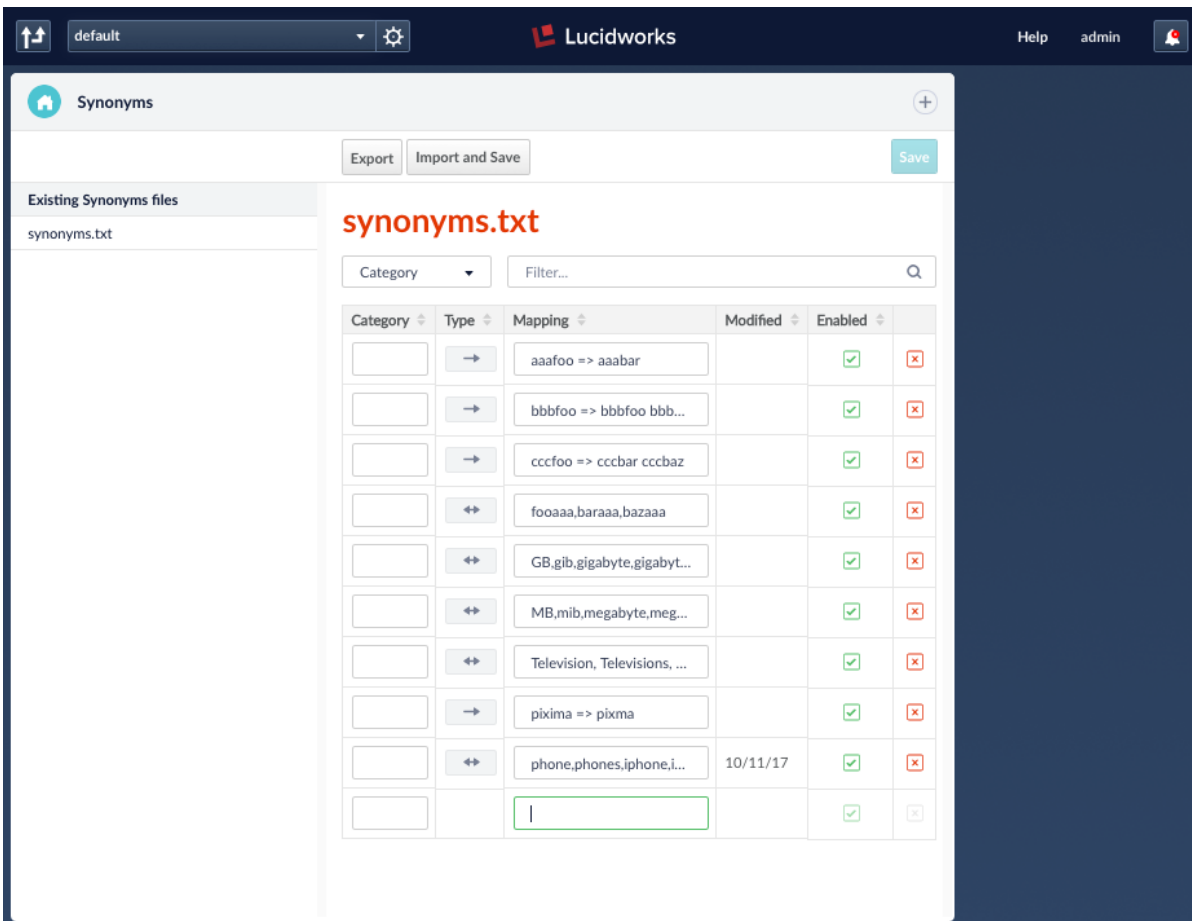 default
Lucidworks
Help
admin
Synonyms
Export
Import and Save
Save
Existing Synonyms files
synonyms.txt
synonyms.txt
Category
Filter...
Category Type Mapping Modified Enabled
aaafoo => aaabar
bbbfoo => bbbfoo bbb...
cccfoo => cccbar cccbaz
fooaaa,baraaa,bazaaa
GB,gib,gigabyte,gigabyt...
MB,mib,megabyte,meg...
Television, Televisions, ...
pixima => pixma
phone,phones,iphone,i... 10/11/17